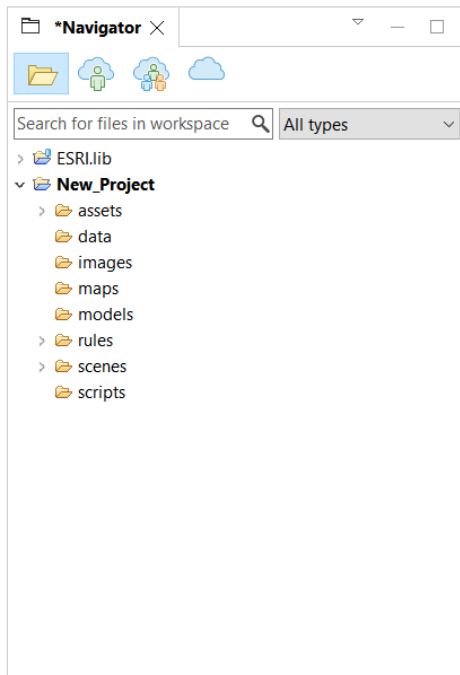 *Navigator
Search for files in workspace All types
ESRI.lib
New_Project
assets
data
images
maps
models
rules
scenes
scripts